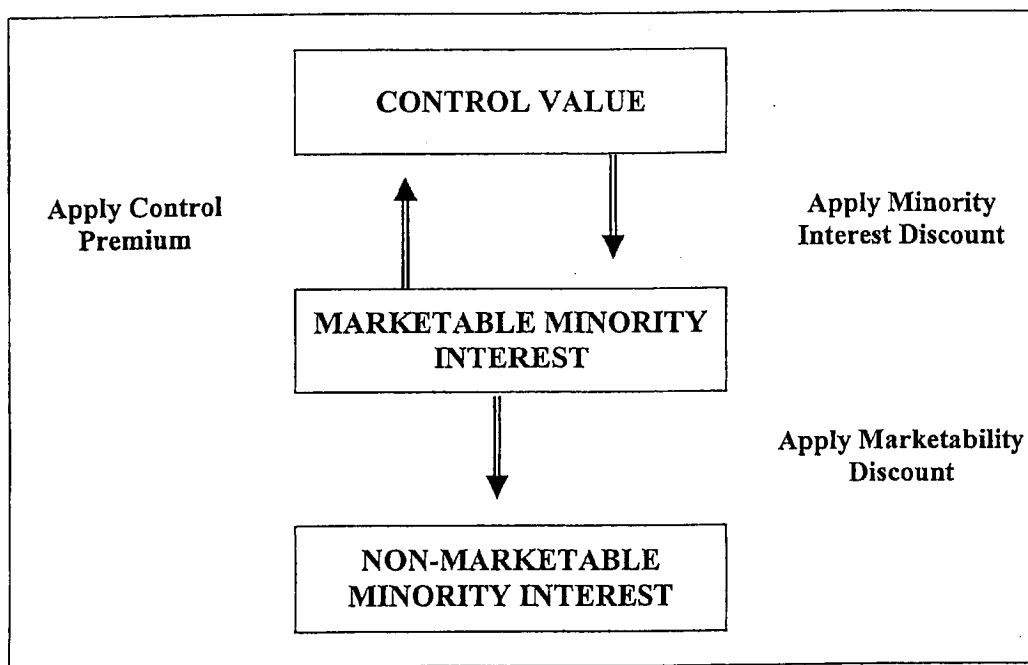 CONTROL VALUE
Apply Control
Premium
Apply Minority
Interest Discount
MARKETABLE MINORITY
INTEREST
Apply Marketability
Discount
NON-MARKETABLE
MINORITY INTEREST